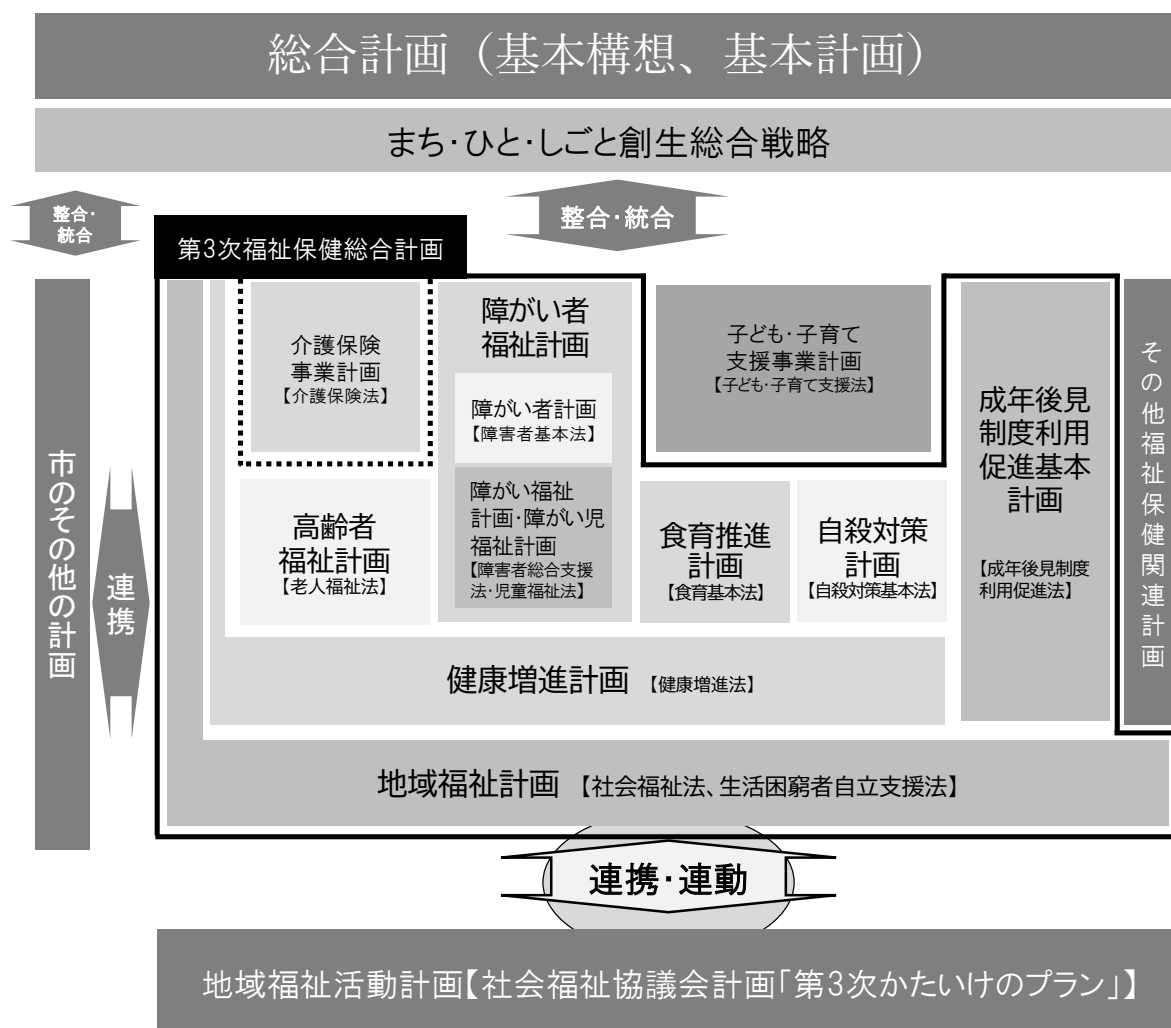 総合計画（基本構想、基本計画）
まち･ひと･しごと創生総合戦略
整合･
統合
整合･統合
第3次福祉保健総合計画
介護保険
事業計画
【介護保険法】
障がい者
福祉計画
障がい者計画
【障害者基本法】
障がい福祉
計画･障がい児
福祉計画
【障害者総合支援
法･児童福祉法】
子ども･子育て
支援事業計画
【子ども･子育て支援法】
成年後見
制度利用
促進基本
計画
【成年後見制度
利用促進法】
その他福祉保健関連計画
市のその他の計画
連携
高齢者
福祉計画
【老人福祉法】
食育推進
計画
【食育基本法】
自殺対策
計画
【自殺対策基本法】
健康増進計画 【健康増進法】
地域福祉計画 【社会福祉法、生活困窮者自立支援法】
連携･連動
地域福祉活動計画【社会福祉協議会計画「第3次かたいけのプラン」】